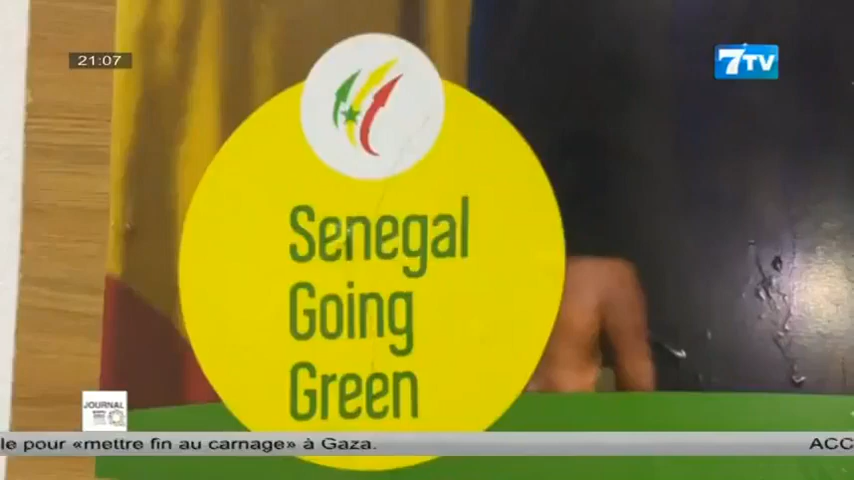 21:07
7TV
Senegal
Going
Green
JOURNAL
le pour «mettre fin au carnage» à Gaza. ACC